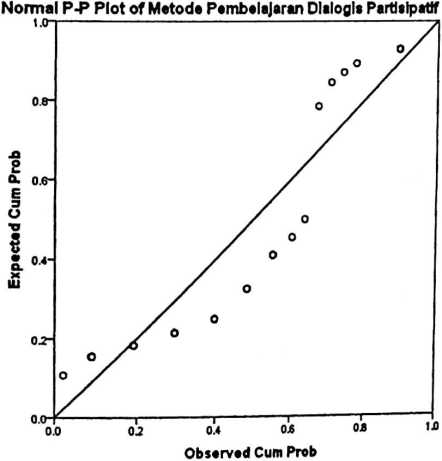 Normal P-P Plot of Metode Pembelajaran Dialogis Partisipatif
1.0
0.8
0.6
0.4
0.2
0.0
Expected Cum Prob
0.0 0.2 0.4 0.6 0.8 1.0
Observed Cum Prob